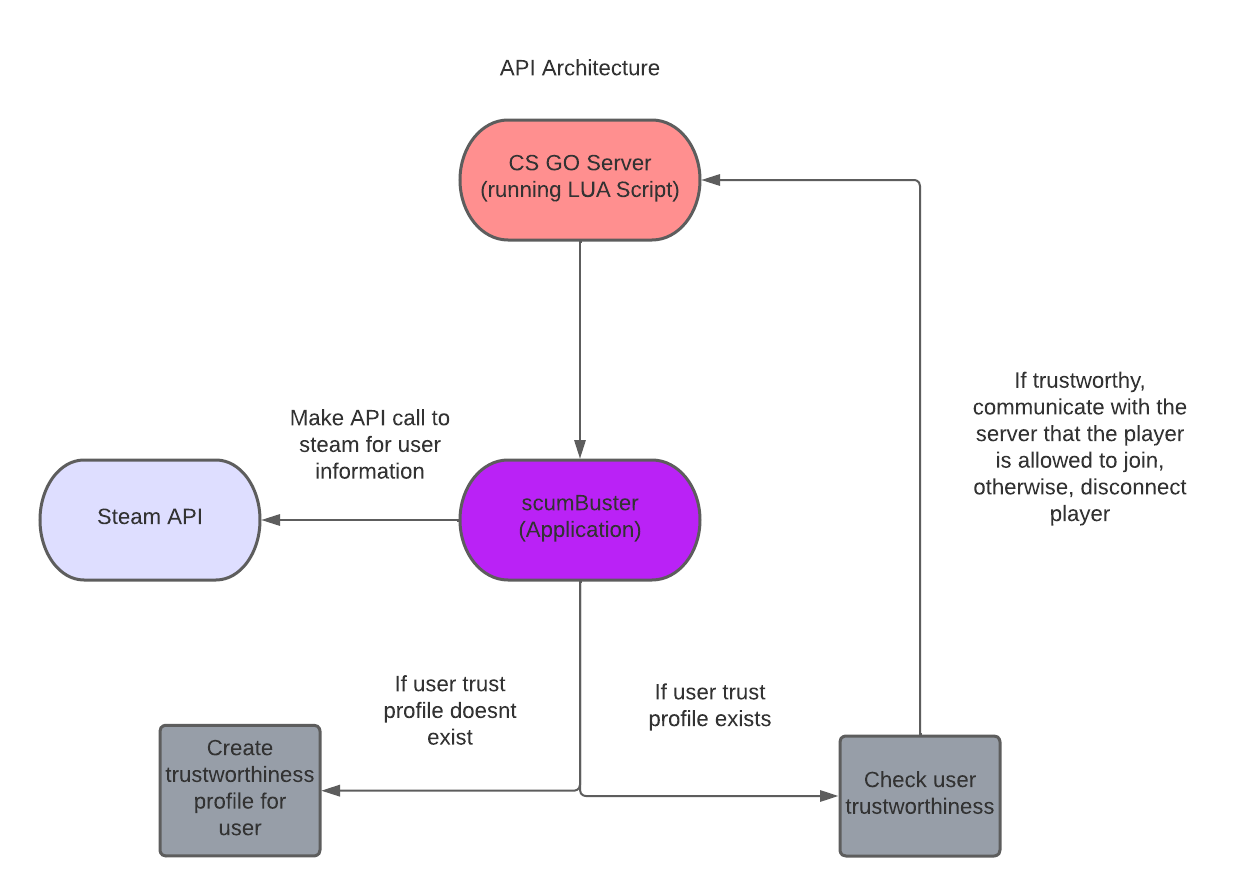 API Architecture
CS GO Server
(running LUA Script)
If trustworthy,
communicate with the
server that the player
is allowed to join,
otherwise, disconnect
player
Make API call to
steam for user
information
Steam API
scumBuster
(Application)
If user trust
profile doesnt
exist
If user trust
profile exists
Create
trustworthiness
profile for
user
Check user
trustworthiness